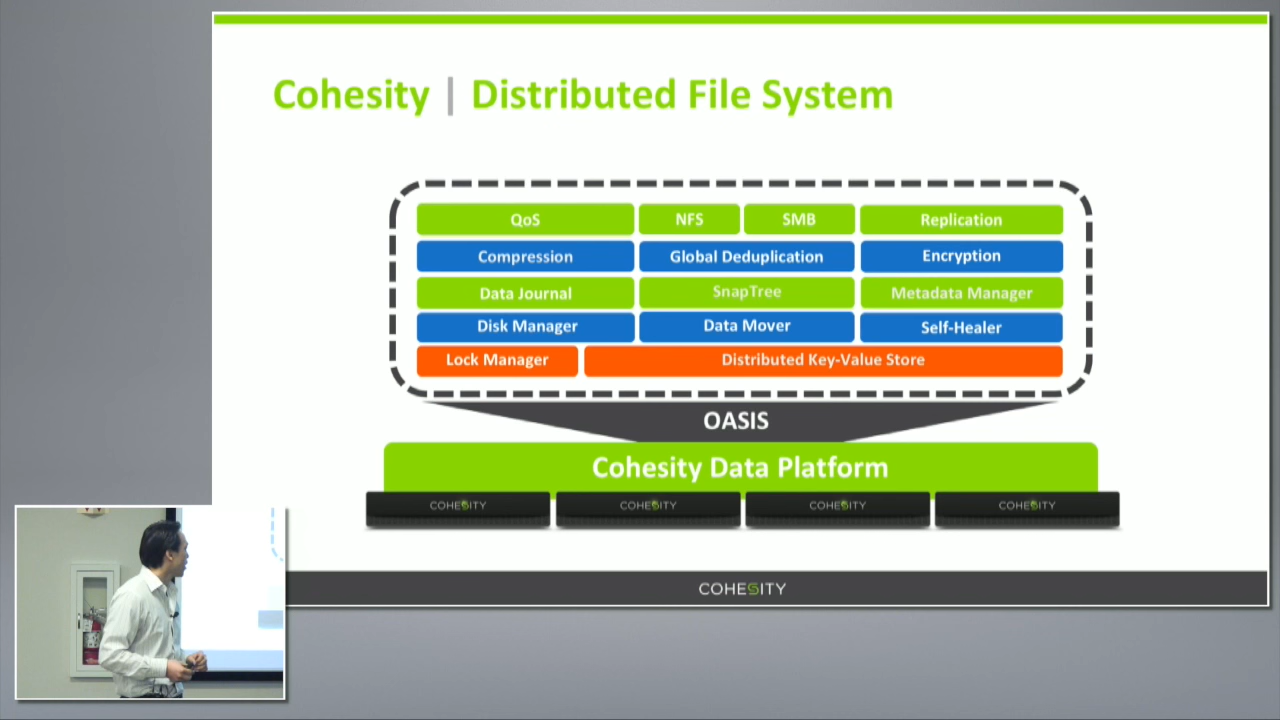 Cohesity | Distributed File System
QoS NFS SMB Replication
Compression Global Deduplication Encryption
Data Journal SnapTree Metadata Manager
Disk Manager Data Mover Self-Healer
Lock Manager Distributed Key-Value Store
OASIS
Cohesity Data Platform
COHESITY COHESITY COHESITY COHESITY
COHESITY